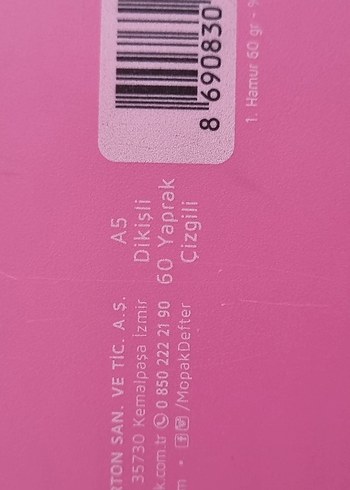 8 690830
1. Hamur 60 gr -
A5
Dikişli
60 Yaprak
Çizgili
RTON SAN. VE TİC. A.Ş.
35730 Kemalpaşa İzmir
k.com.tr 0 850 222 21 90
m • /MopakDefter